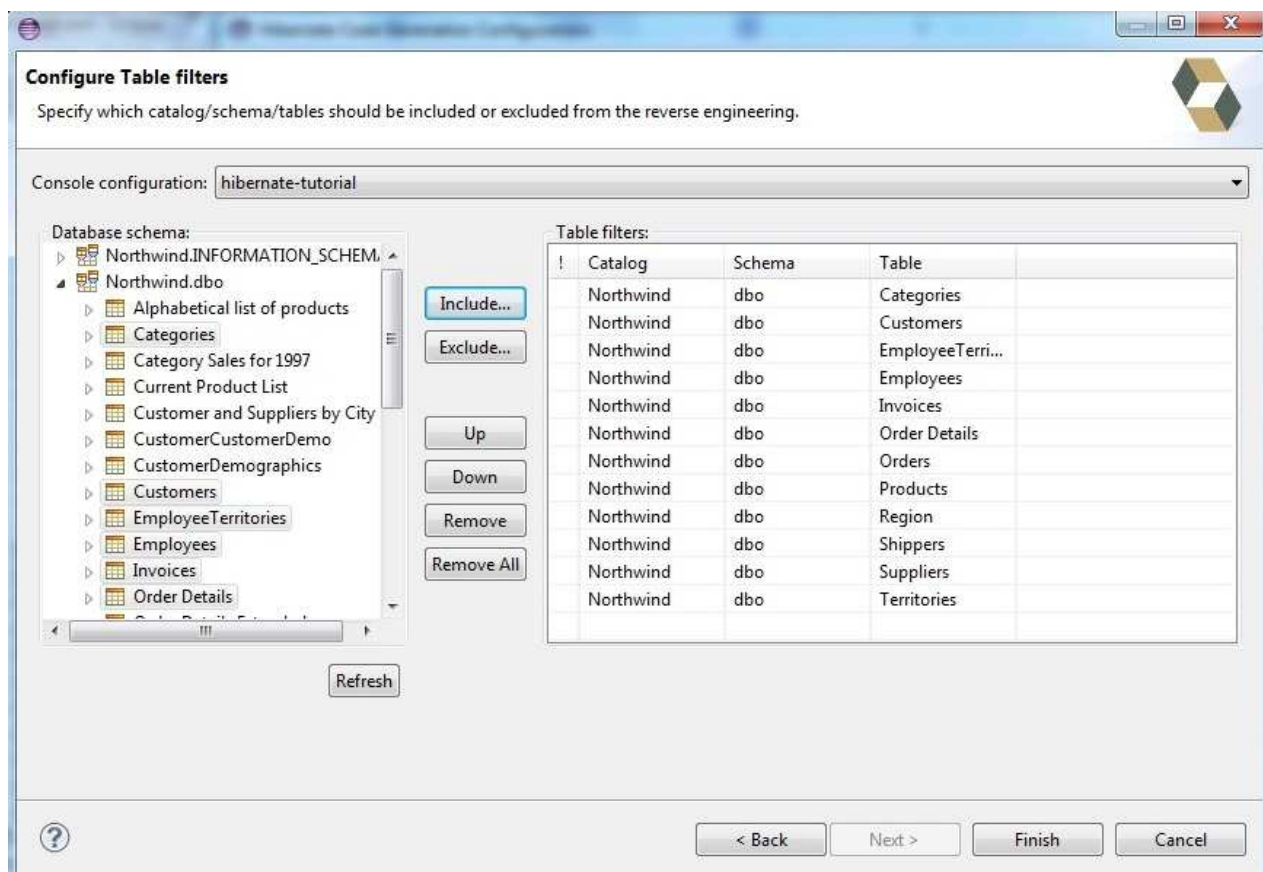 Configure Table filters
Specify which catalog/schema/tables should be included or excluded from the reverse engineering.
Console configuration: hibernate-tutorial
Database schema:
Northwind.INFORMATION_SCHEM
Northwind.dbo
Alphabetical list of products
Categories
Category Sales for 1997
Current Product List
Customer and Suppliers by City
CustomerCustomerDemo
CustomerDemographics
Customers
EmployeeTerritories
Employees
Invoices
Order Details
Refresh
Include...
Exclude...
Up
Down
Remove
Remove All
Table filters:
! Catalog Schema Table
Northwind dbo Categories
Northwind dbo Customers
Northwind dbo EmployeeTerri...
Northwind dbo Employees
Northwind dbo Invoices
Northwind dbo Order Details
Northwind dbo Orders
Northwind dbo Products
Northwind dbo Region
Northwind dbo Shippers
Northwind dbo Suppliers
Northwind dbo Territories
?
< Back Next > Finish Cancel